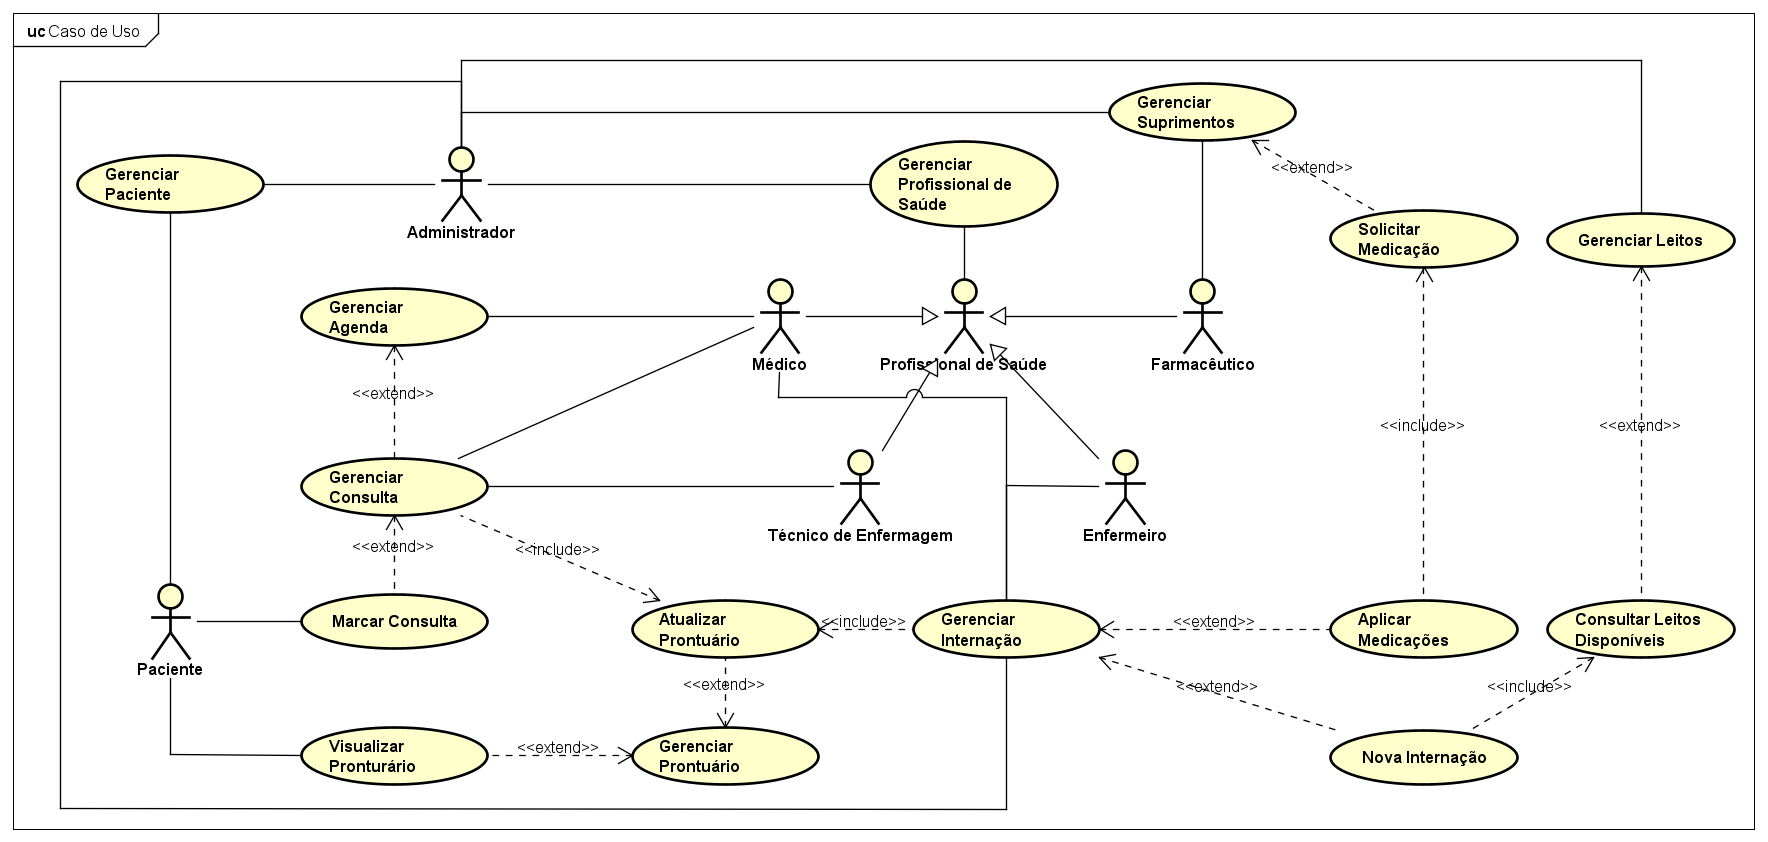 uc Caso de Uso
Gerenciar
Suprimentos
Gerenciar
Paciente
Administrador
Gerenciar
Profissional de
Saúde
<<extend>>
Solicitar
Medicação
Gerenciar Leitos
Gerenciar
Agenda
Médico
Profissional de Saúde
Farmacêutico
<<extend>>
<<include>>
<<extend>>
Gerenciar
Consulta
Técnico de Enfermagem
Enfermeiro
<<extend>>
<<include>>
Paciente
Marcar Consulta
Atualizar
Prontuário
<<include>>
Gerenciar
Internação
<<extend>>
Aplicar
Medicações
Consultar Leitos
Disponíveis
<<extend>>
<<extend>>
<<include>>
Visualizar
Pronturário
<<extend>>
Gerenciar
Prontuário
Nova Internação